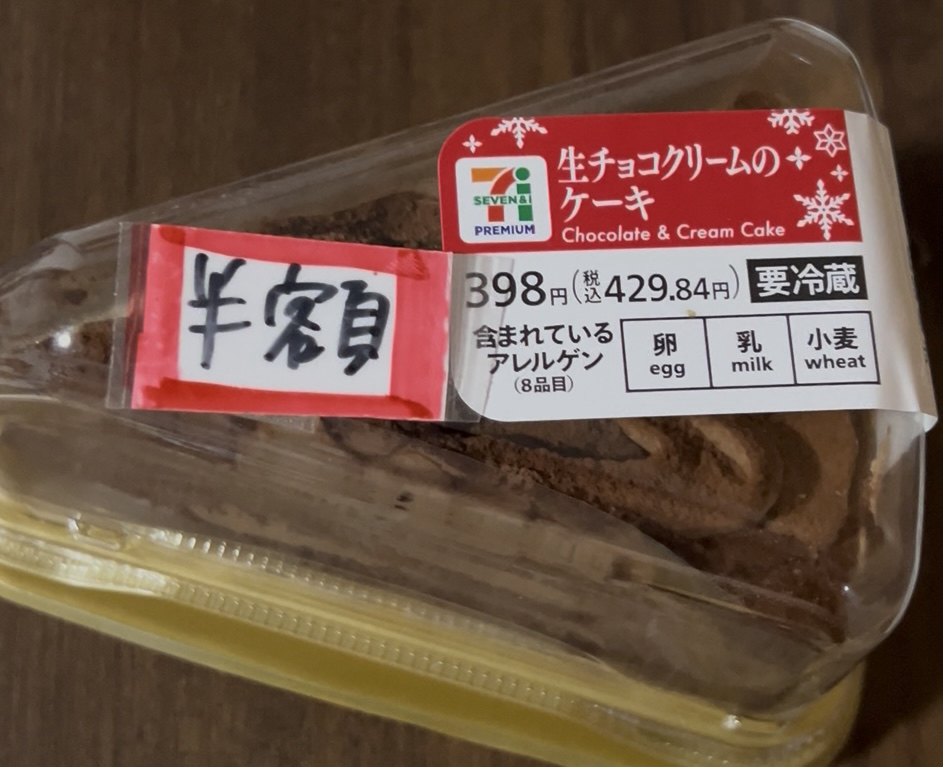 生チョコクリームの
ケーキ
Chocolate & Cream Cake
SEVEN&i
PREMIUM
半額
398円(税込429.84円) 要冷蔵
含まれている
アレルゲン
(8品目)
卵 乳 小麦
egg milk wheat